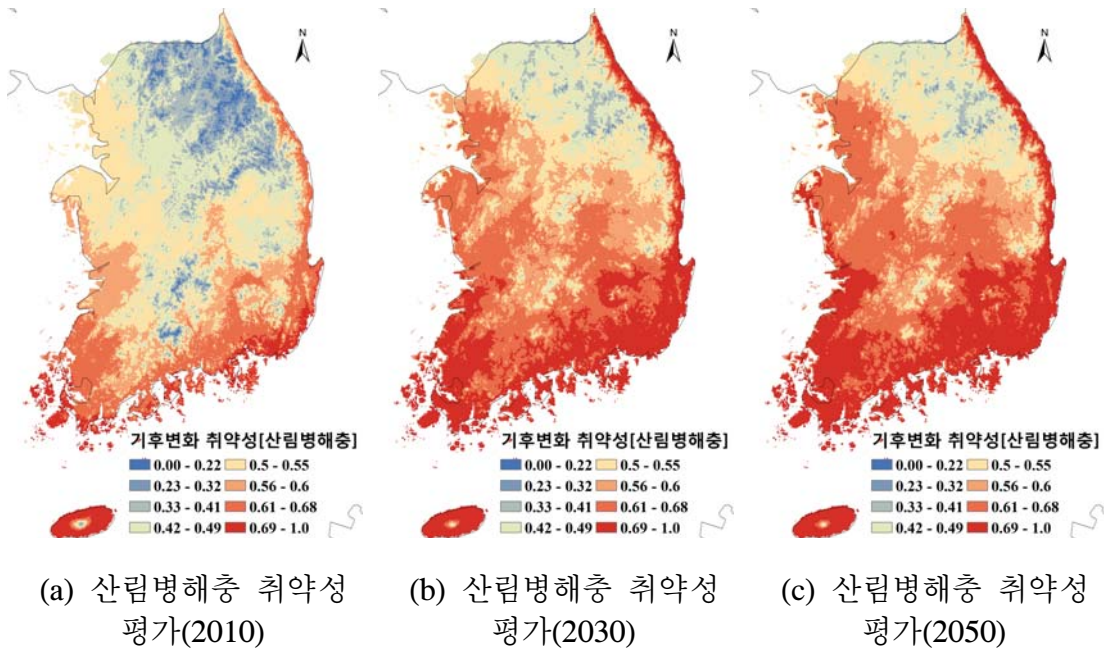 N
N
N
기후변화 취약성[산림병해충]
0.00 - 0.22 0.5 - 0.55
0.23 - 0.32 0.56 - 0.6
0.33 - 0.41 0.61 - 0.68
0.42 - 0.49 0.69 - 1.0
기후변화 취약성[산림병해충]
0.00 - 0.22 0.5 - 0.55
0.23 - 0.32 0.56 - 0.6
0.33 - 0.41 0.61 - 0.68
0.42 - 0.49 0.69 - 1.0
기후변화 취약성[산림병해충]
0.00 - 0.22 0.5 - 0.55
0.23 - 0.32 0.56 - 0.6
0.33 - 0.41 0.61 - 0.68
0.42 - 0.49 0.69 - 1.0
(a) 산림병해충 취약성
평가(2010)
(b) 산림병해충 취약성
평가(2030)
(c) 산림병해충 취약성
평가(2050)